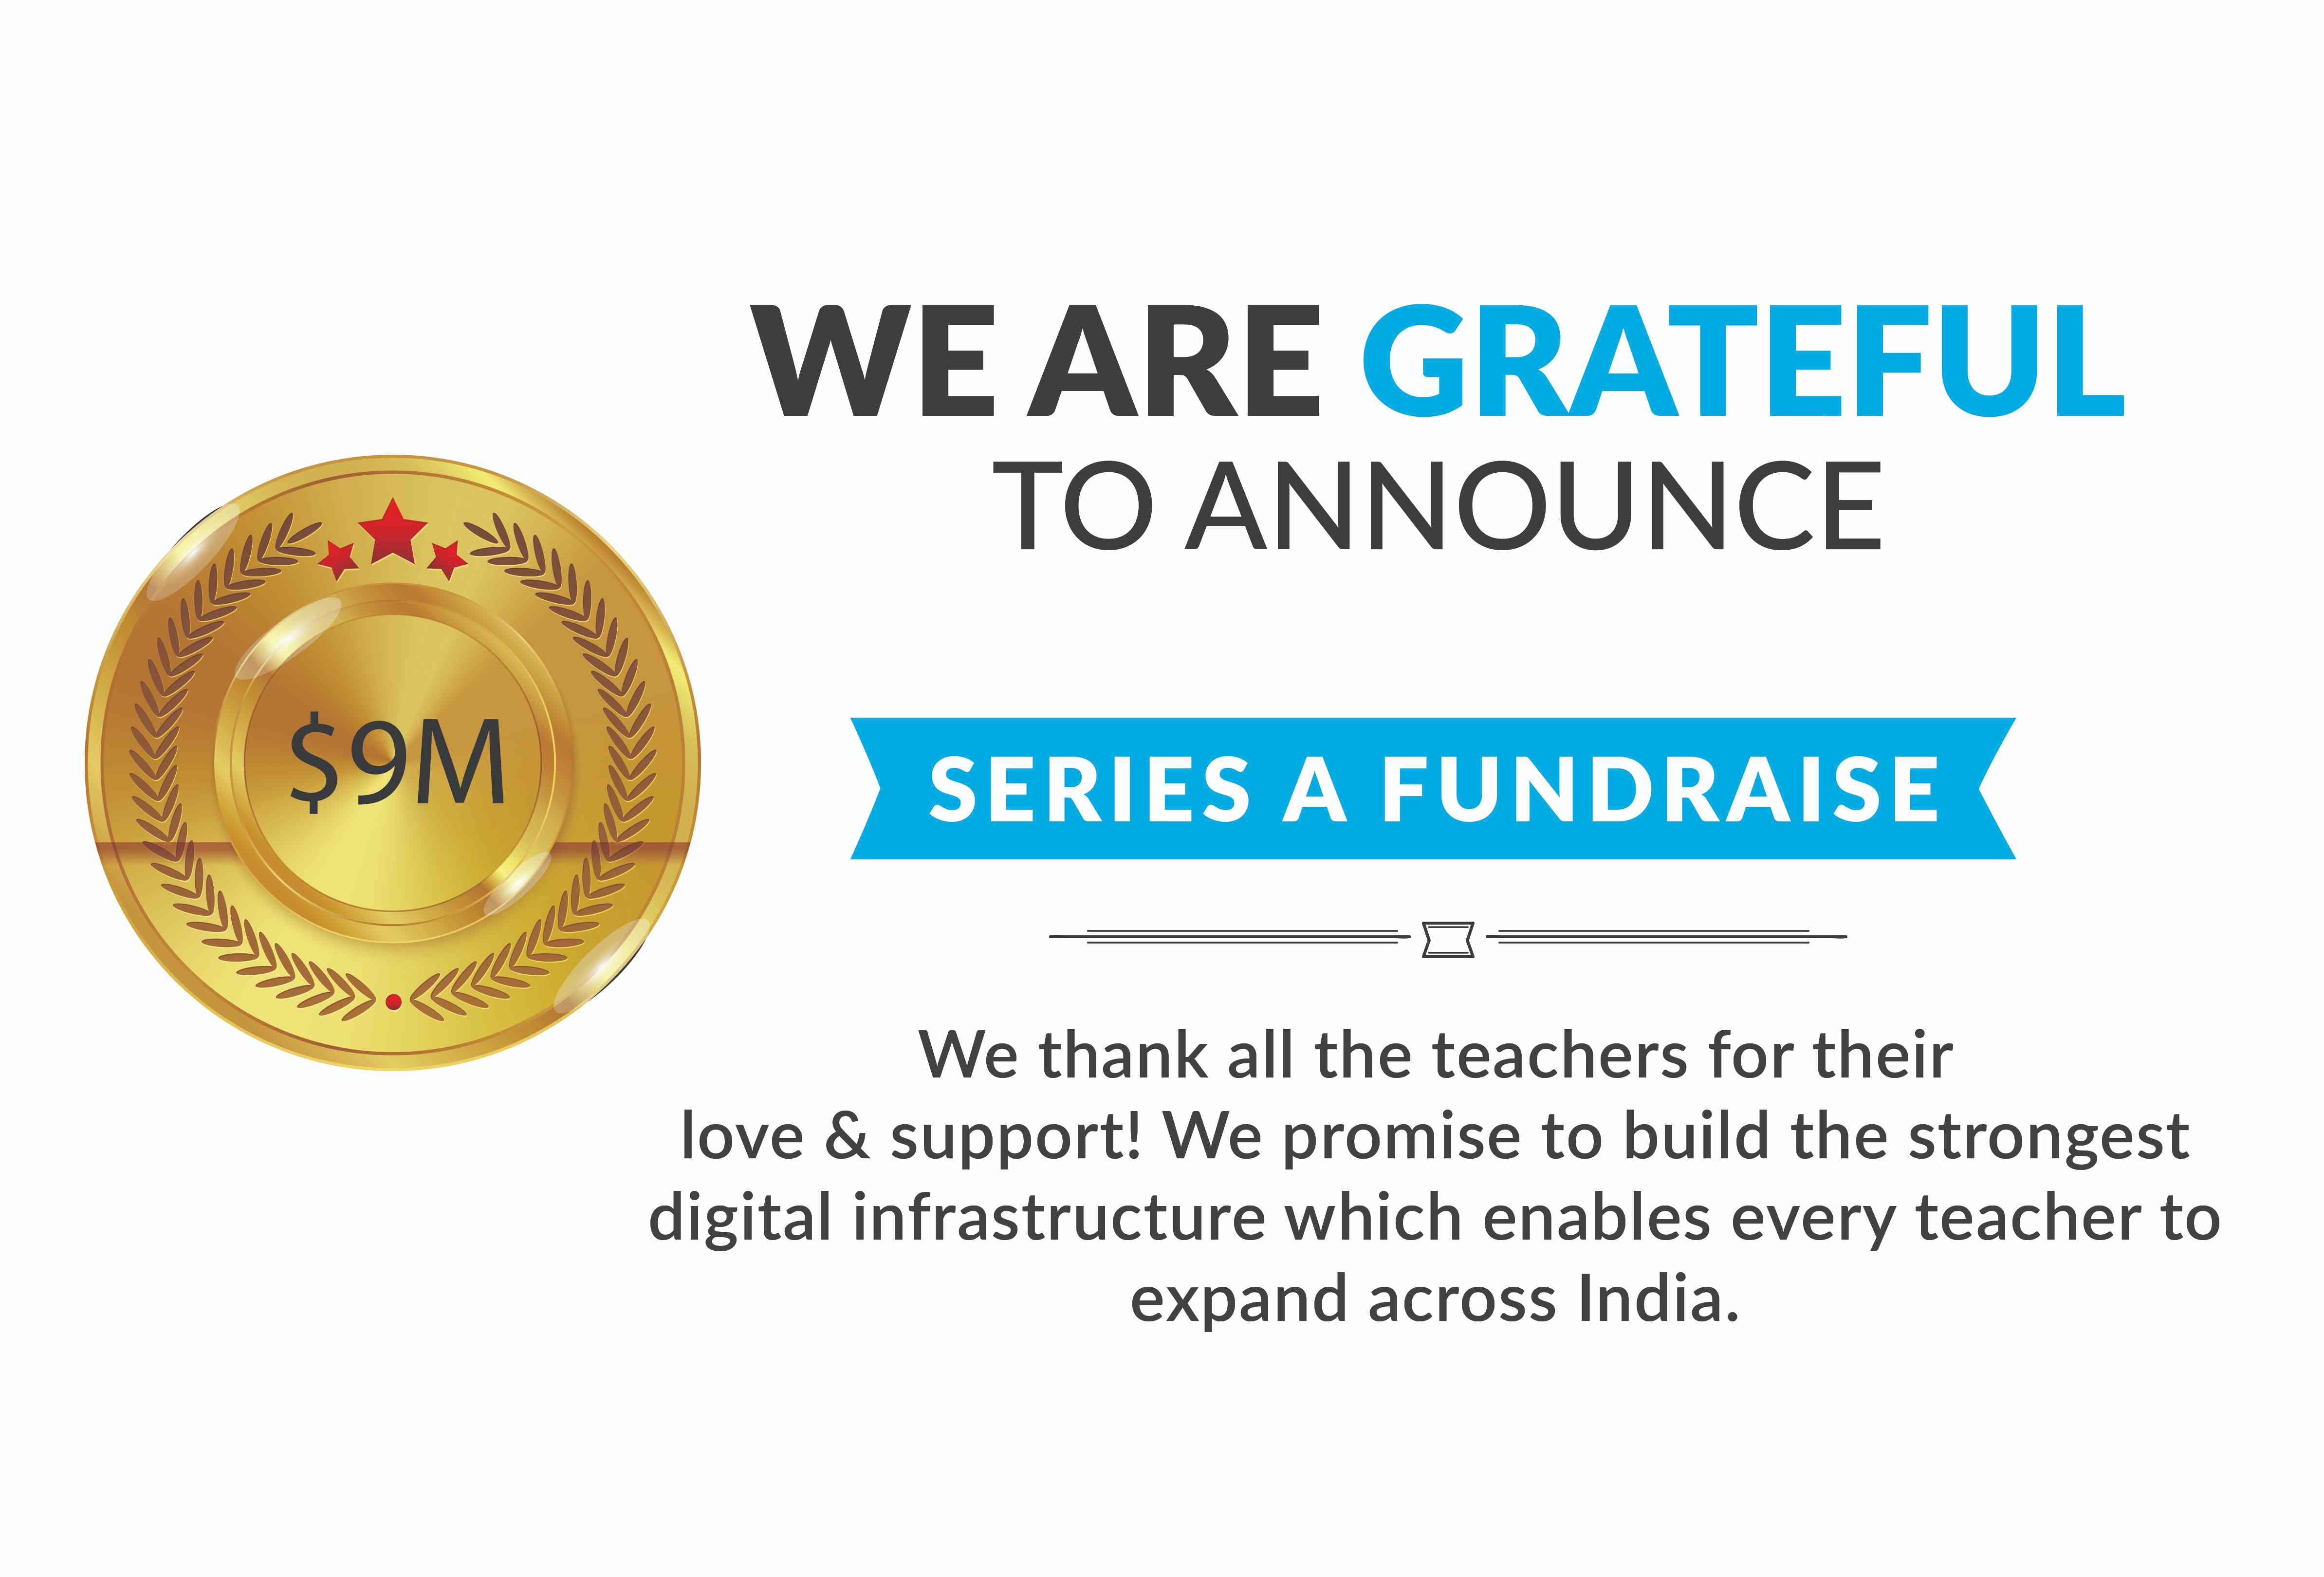 WE ARE GRATEFUL
TO ANNOUNCE
$9M
SERIES A FUNDRAISE
We thank all the teachers for their
love & support! We promise to build the strongest
digital infrastructure which enables every teacher to
expand across India.